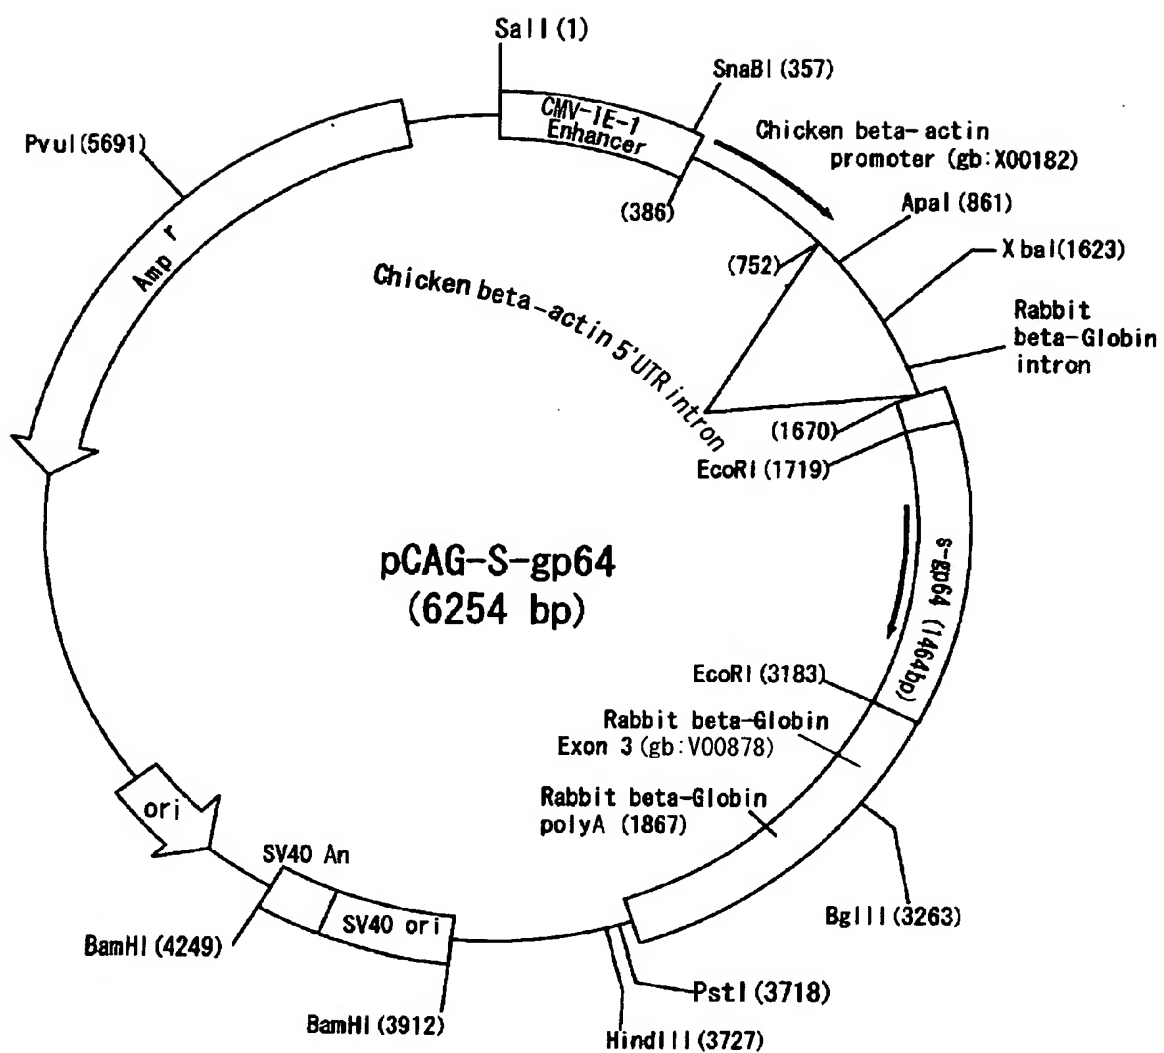 SalI (1)
SnaBI (357)
CMV-IE-1
Enhancer
Chicken beta-actin
promoter (gb:X00182)
PvuI (5691)
(386)
ApaI (861)
Amp r
(752)
XbaI(1623)
Chicken beta-actin 5'UTR intron
Rabbit
beta-Globin
intron
(1670)
EcoRI (1719)
pCAG-S-gp64
(6254 bp)
s-gp64 (1464bp)
EcoRI (3183)
Rabbit beta-Globin
Exon 3 (gb:V00878)
Rabbit beta-Globin
polyA (1867)
ori
SV40 An
SV40 ori
BglII (3263)
BamHI (4249)
PstI (3718)
BamHI (3912)
HindIII (3727)